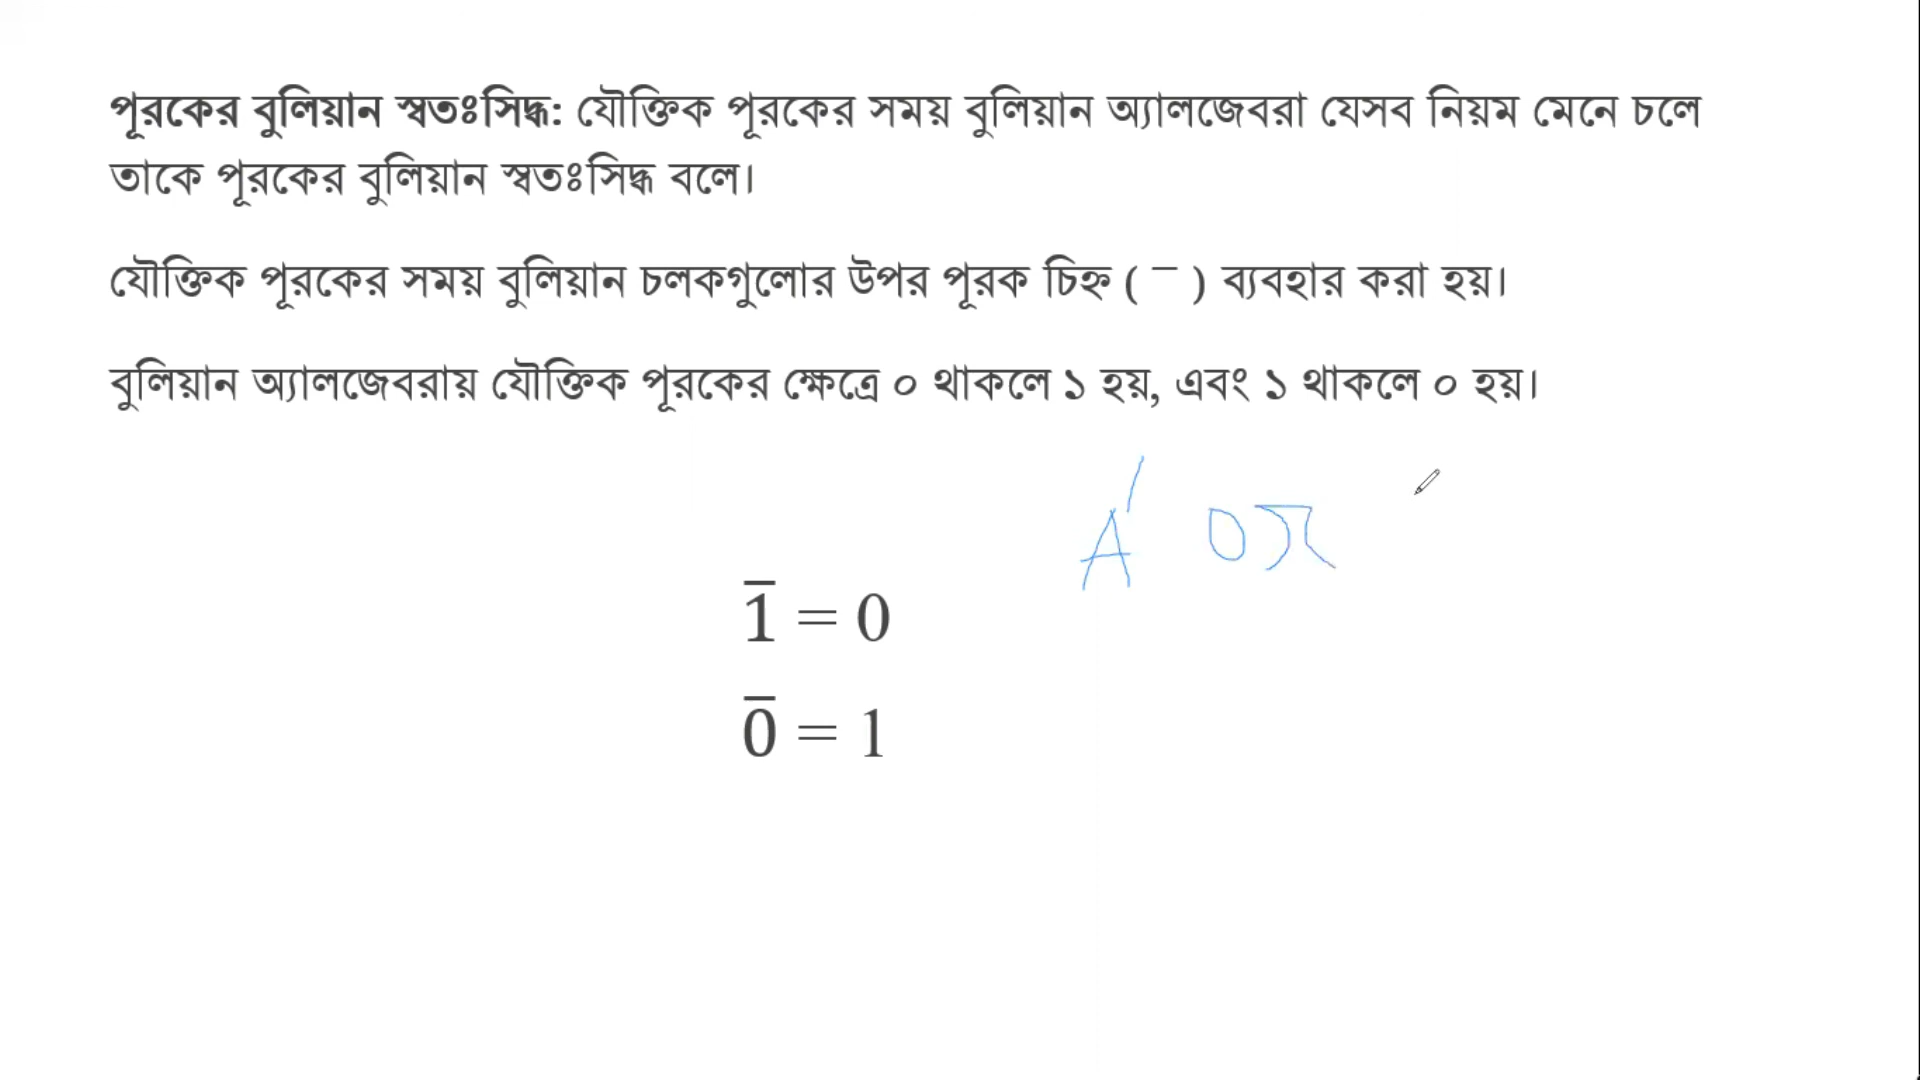 পূরকের বুলিয়ান স্বতঃসিদ্ধ: যৌক্তিক পূরকের সময় বুলিয়ান অ্যালজেবরা যেসব নিয়ম মেনে চলে
তাকে পূরকের বুলিয়ান স্বতঃসিদ্ধ বলে।
যৌক্তিক পূরকের সময় বুলিয়ান চলকগুলোর উপর পূরক চিহ্ন ( ‾ ) ব্যবহার করা হয়।
বুলিয়ান অ্যালজেবরায় যৌক্তিক পূরকের ক্ষেত্রে ০ থাকলে ১ হয়, এবং ১ থাকলে ০ হয়।
A' or
1̅ = 0
0̅ = 1